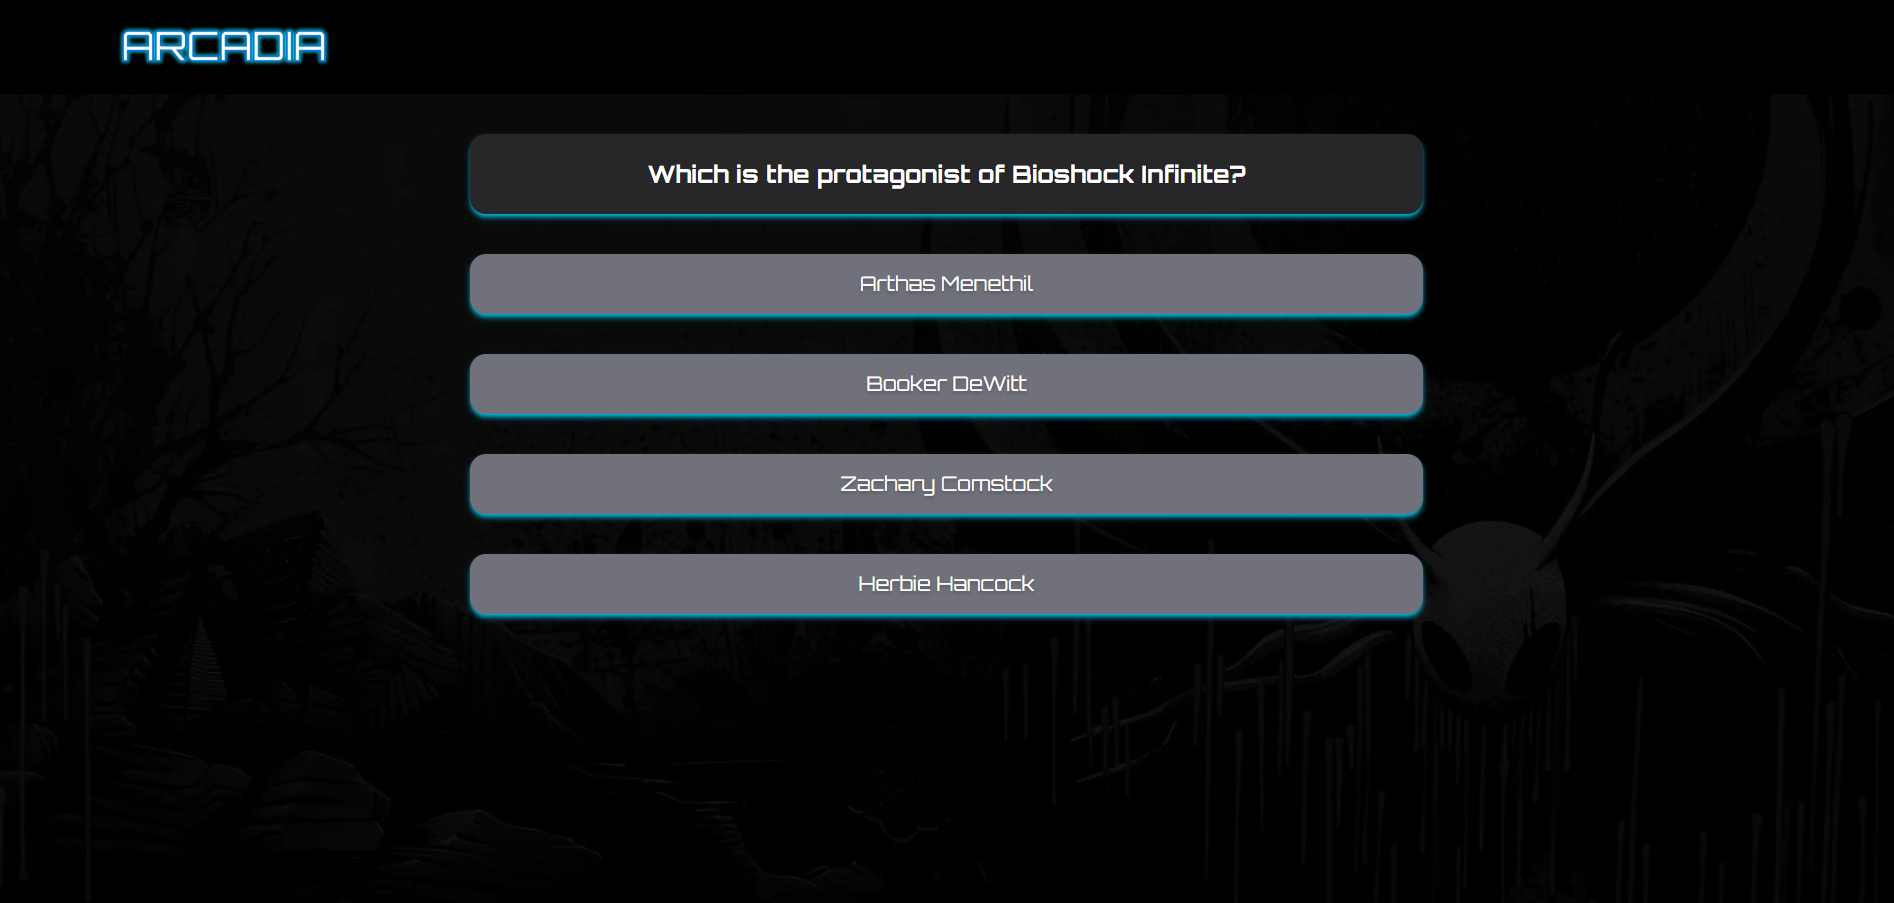 ARCADIA
Which is the protagonist of Bioshock Infinite?
Arthas Menethil
Booker DeWitt
Zachary Comstock
Herbie Hancock